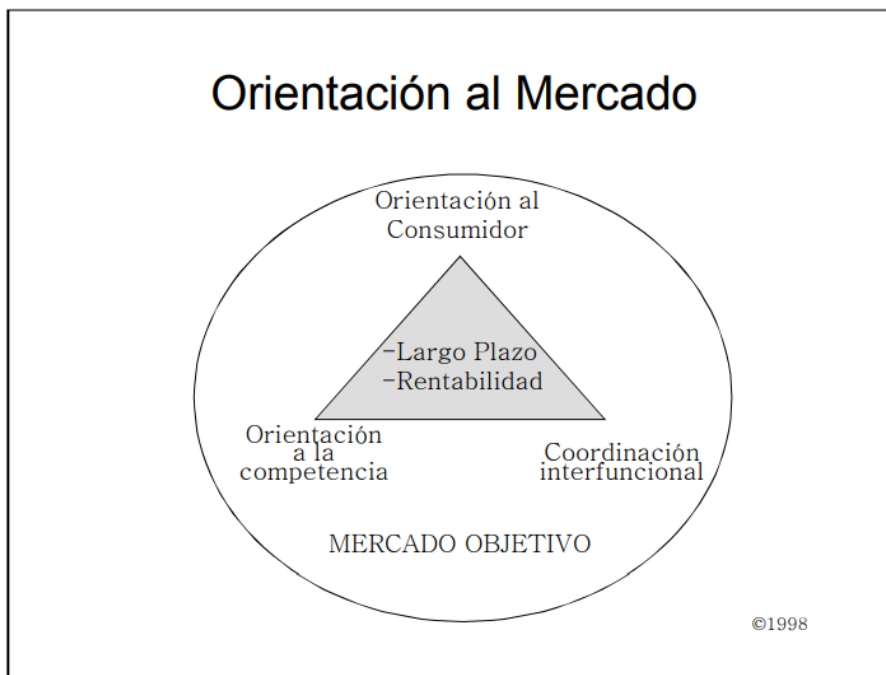 Orientación al Mercado
Orientación al
Consumidor
-Largo Plazo
-Rentabilidad
Orientación
a la
competencia
Coordinación
interfuncional
MERCADO OBJETIVO
©1998